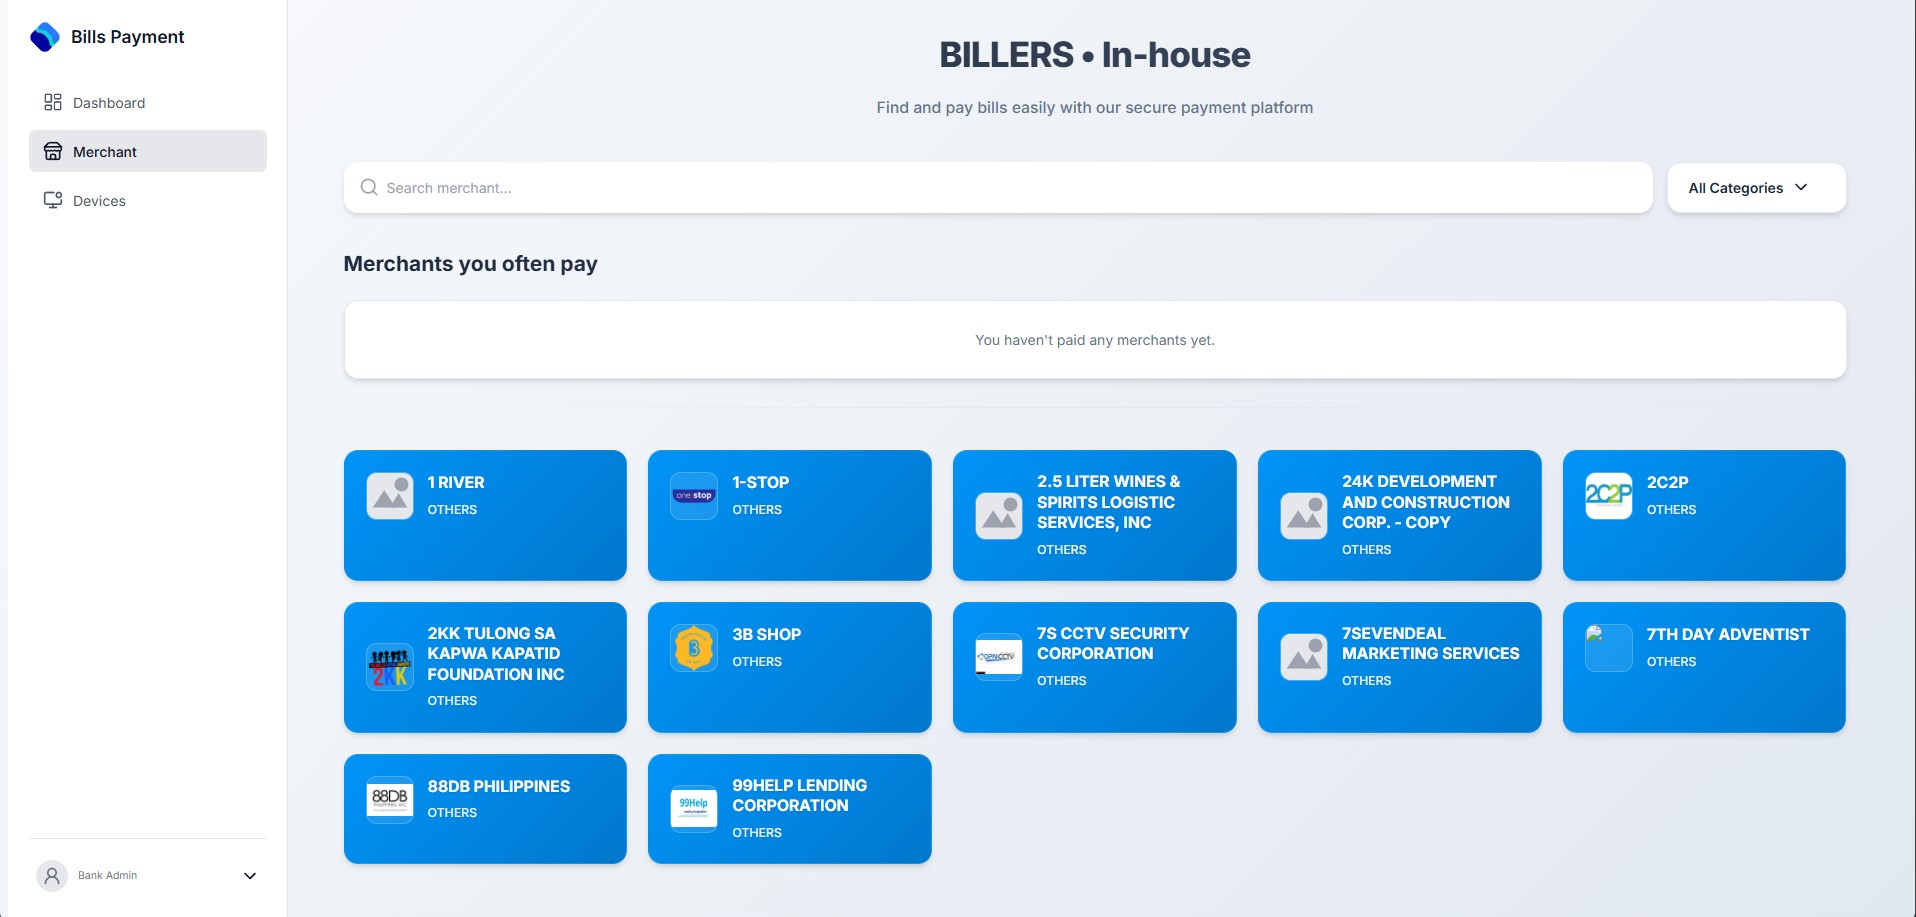 Bills Payment
Dashboard
Merchant
Devices
Bank Admin
BILLERS • In-house
Find and pay bills easily with our secure payment platform
Search merchant...
All Categories
Merchants you often pay
You haven't paid any merchants yet.
1 RIVER
OTHERS
one stop
1-STOP
OTHERS
2.5 LITER WINES &
SPIRITS LOGISTIC
SERVICES, INC
OTHERS
24K DEVELOPMENT
AND CONSTRUCTION
CORP. - COPY
OTHERS
2C2P
2C2P
OTHERS
2KK
2KK TULONG SA
KAPWA KAPATID
FOUNDATION INC
OTHERS
3B SHOP
OTHERS
7S CCTV SECURITY
CORPORATION
OTHERS
7SEVENDEAL
MARKETING SERVICES
OTHERS
7TH DAY ADVENTIST
OTHERS
88DB
88DB PHILIPPINES
OTHERS
99Help
99HELP LENDING
CORPORATION
OTHERS